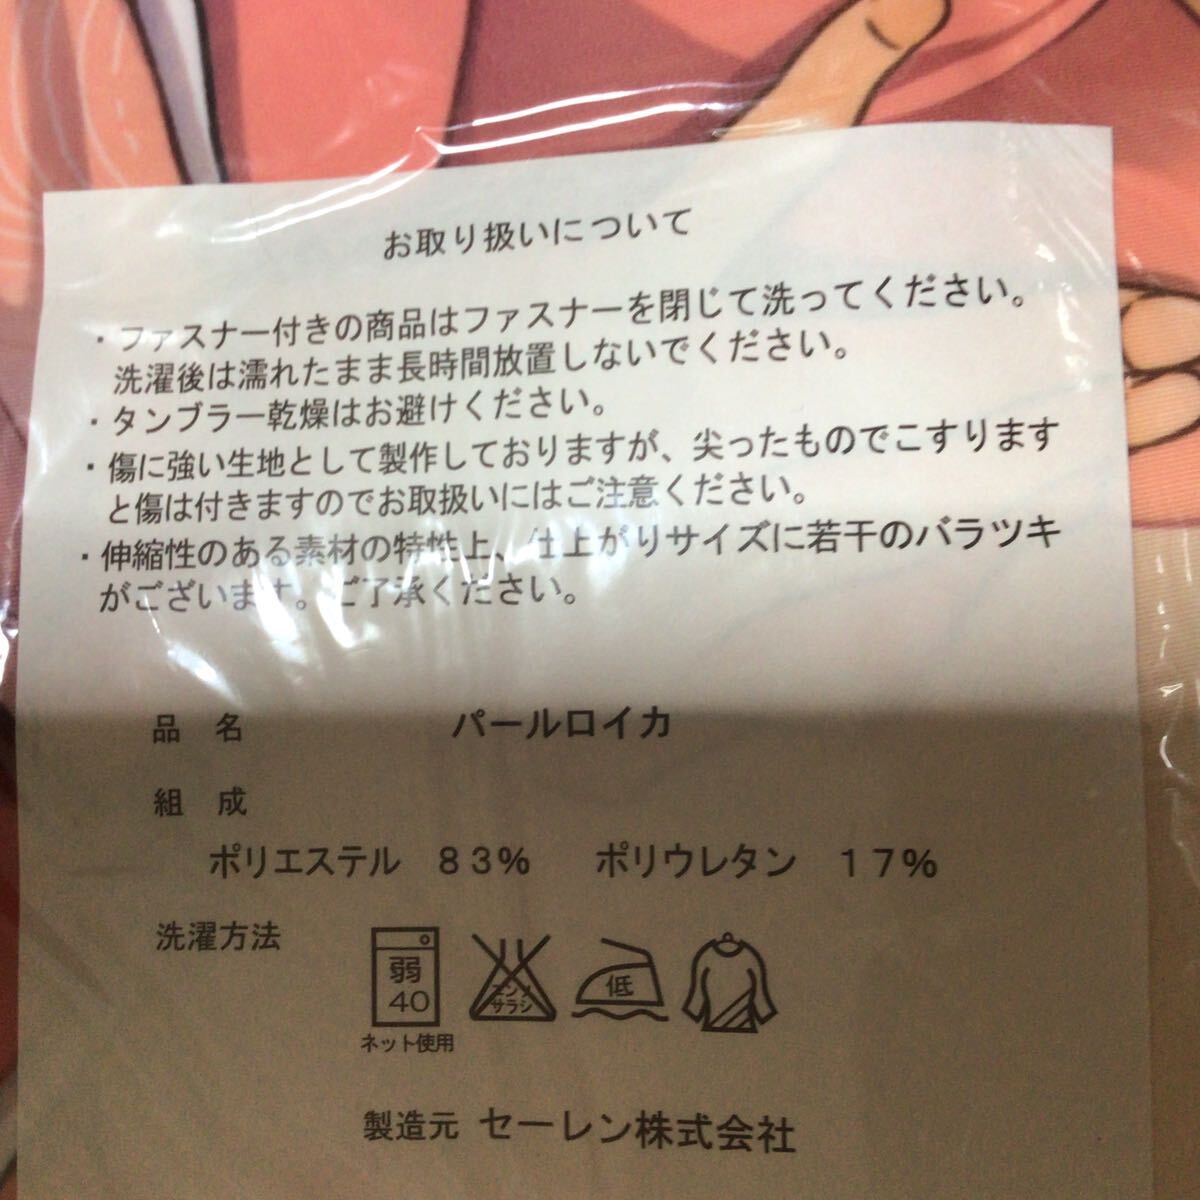 お取り扱いについて
・ファスナー付きの商品はファスナーを閉じて洗ってください。
洗濯後は濡れたまま長時間放置しないでください。
・タンブラー乾燥はお避けください。
・傷に強い生地として製作しておりますが、尖ったものでこすります
と傷は付きますのでお取扱いにはご注意ください。
・伸縮性のある素材の特性上、仕上がりサイズに若干のバラツキ
がございます。ご了承ください。
品　名　パールロイカ
組　成
ポリエステル　８３％　ポリウレタン　１７％
洗濯方法
弱
40
エンソ
サラシ
低
ネット使用
製造元 セーレン株式会社